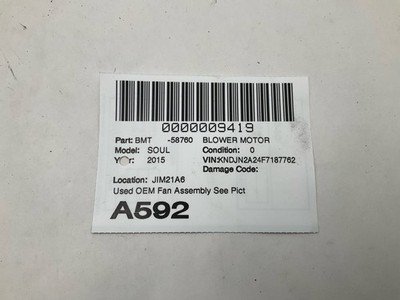 0000009419
Part: BMT -58760 BLOWER MOTOR
Model: SOUL Condition: 0
Year: 2015 VIN:KNDJN2A24F7187762
Damage Code:
Location: JIM21A6
Used OEM Fan Assembly See Pict
A592